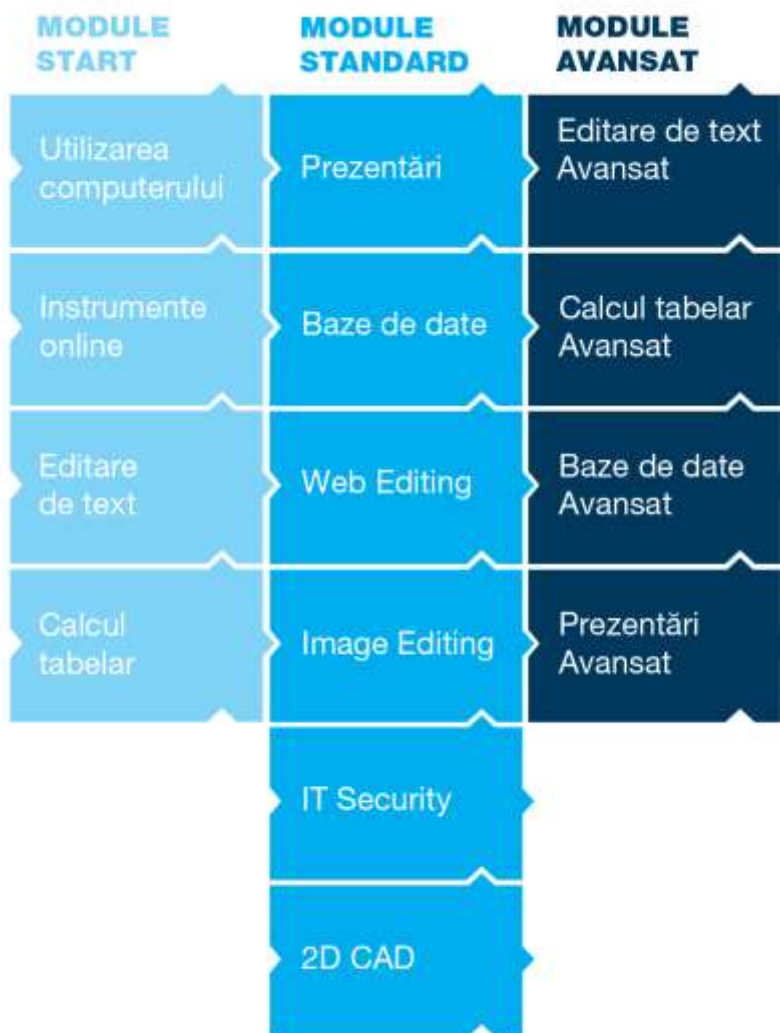 MODULE
START
Utilizarea
computerului
Instrumente
online
Editare
de text
Calcul
tabelar
MODULE
STANDARD
Prezentări
Baze de date
Web Editing
Image Editing
IT Security
2D CAD
MODULE
AVANSAT
Editare de text
Avansat
Calcul tabelar
Avansat
Baze de date
Avansat
Prezentări
Avansat